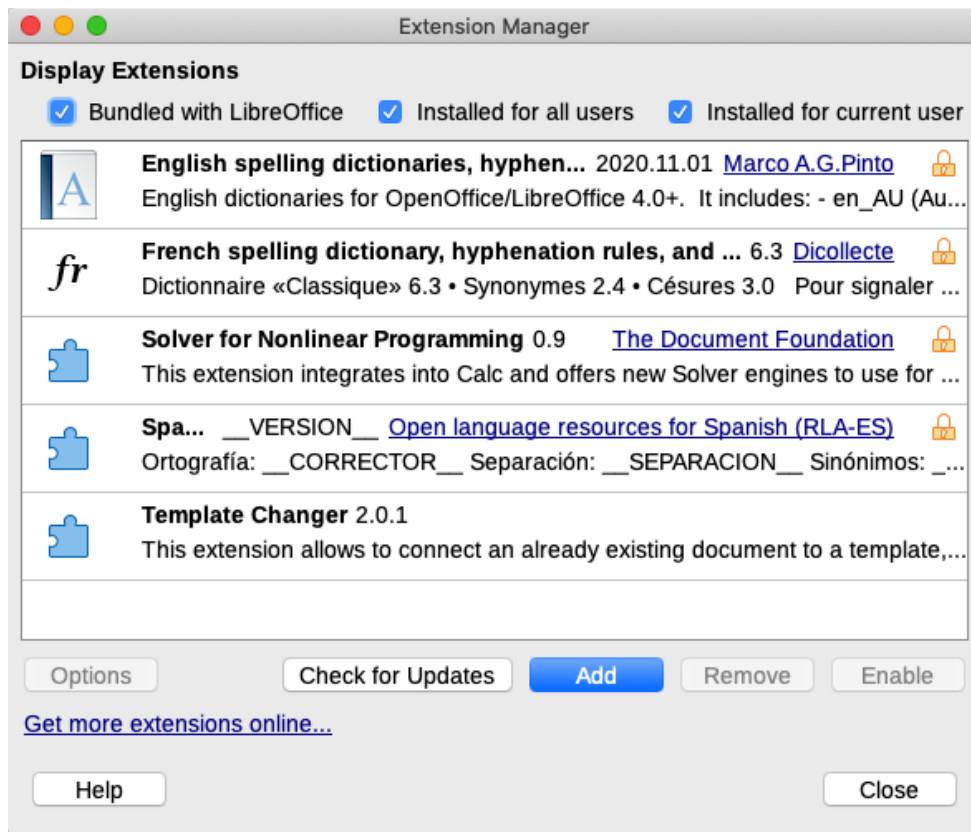 Extension Manager
Display Extensions
Bundled with LibreOffice Installed for all users Installed for current user
English spelling dictionaries, hyphen... 2020.11.01 Marco A.G.Pinto
A English dictionaries for OpenOffice/LibreOffice 4.0+. It includes: - en_AU (Au...
French spelling dictionary, hyphenation rules, and ... 6.3 Dicollecte
fr Dictionnaire «Classique» 6.3 • Synonymes 2.4 • Césures 3.0 Pour signaler ...
Solver for Nonlinear Programming 0.9 The Document Foundation
This extension integrates into Calc and offers new Solver engines to use for ...
Spa... __VERSION__ Open language resources for Spanish (RLA-ES)
Ortografía: __CORRECTOR__ Separación: __SEPARACION__ Sinónimos: _...
Template Changer 2.0.1
This extension allows to connect an already existing document to a template,...
Options Check for Updates Add Remove Enable
Get more extensions online...
Help Close